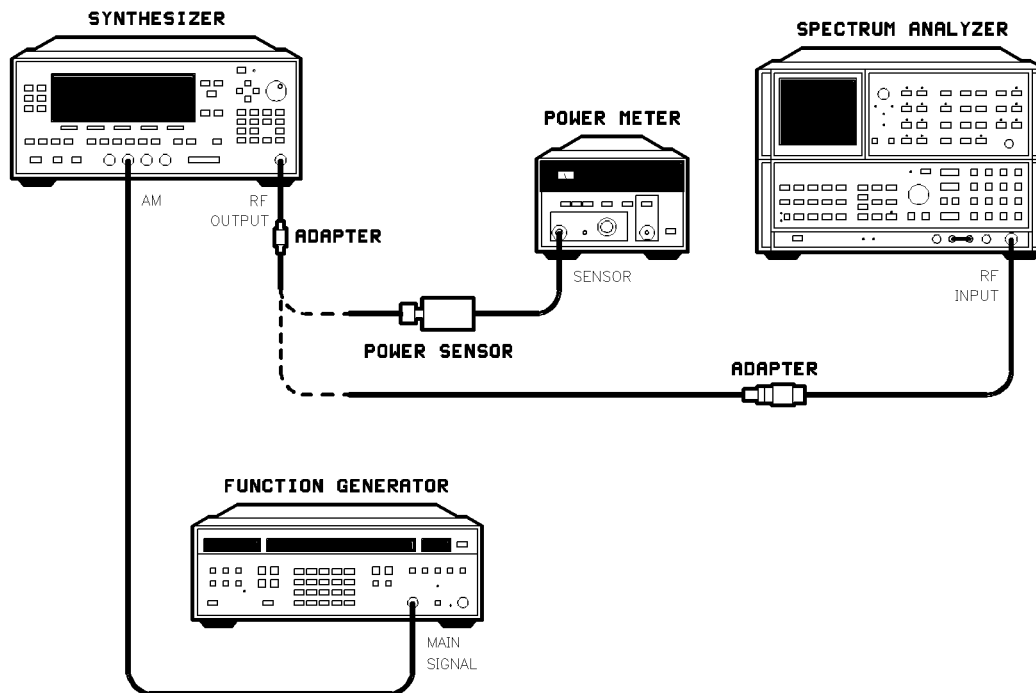 SYNTHESIZER
SPECTRUM ANALYZER
POWER METER
AM
RF
OUTPUT
ADAPTER
SENSOR
RF
INPUT
POWER SENSOR
ADAPTER
FUNCTION GENERATOR
MAIN
SIGNAL